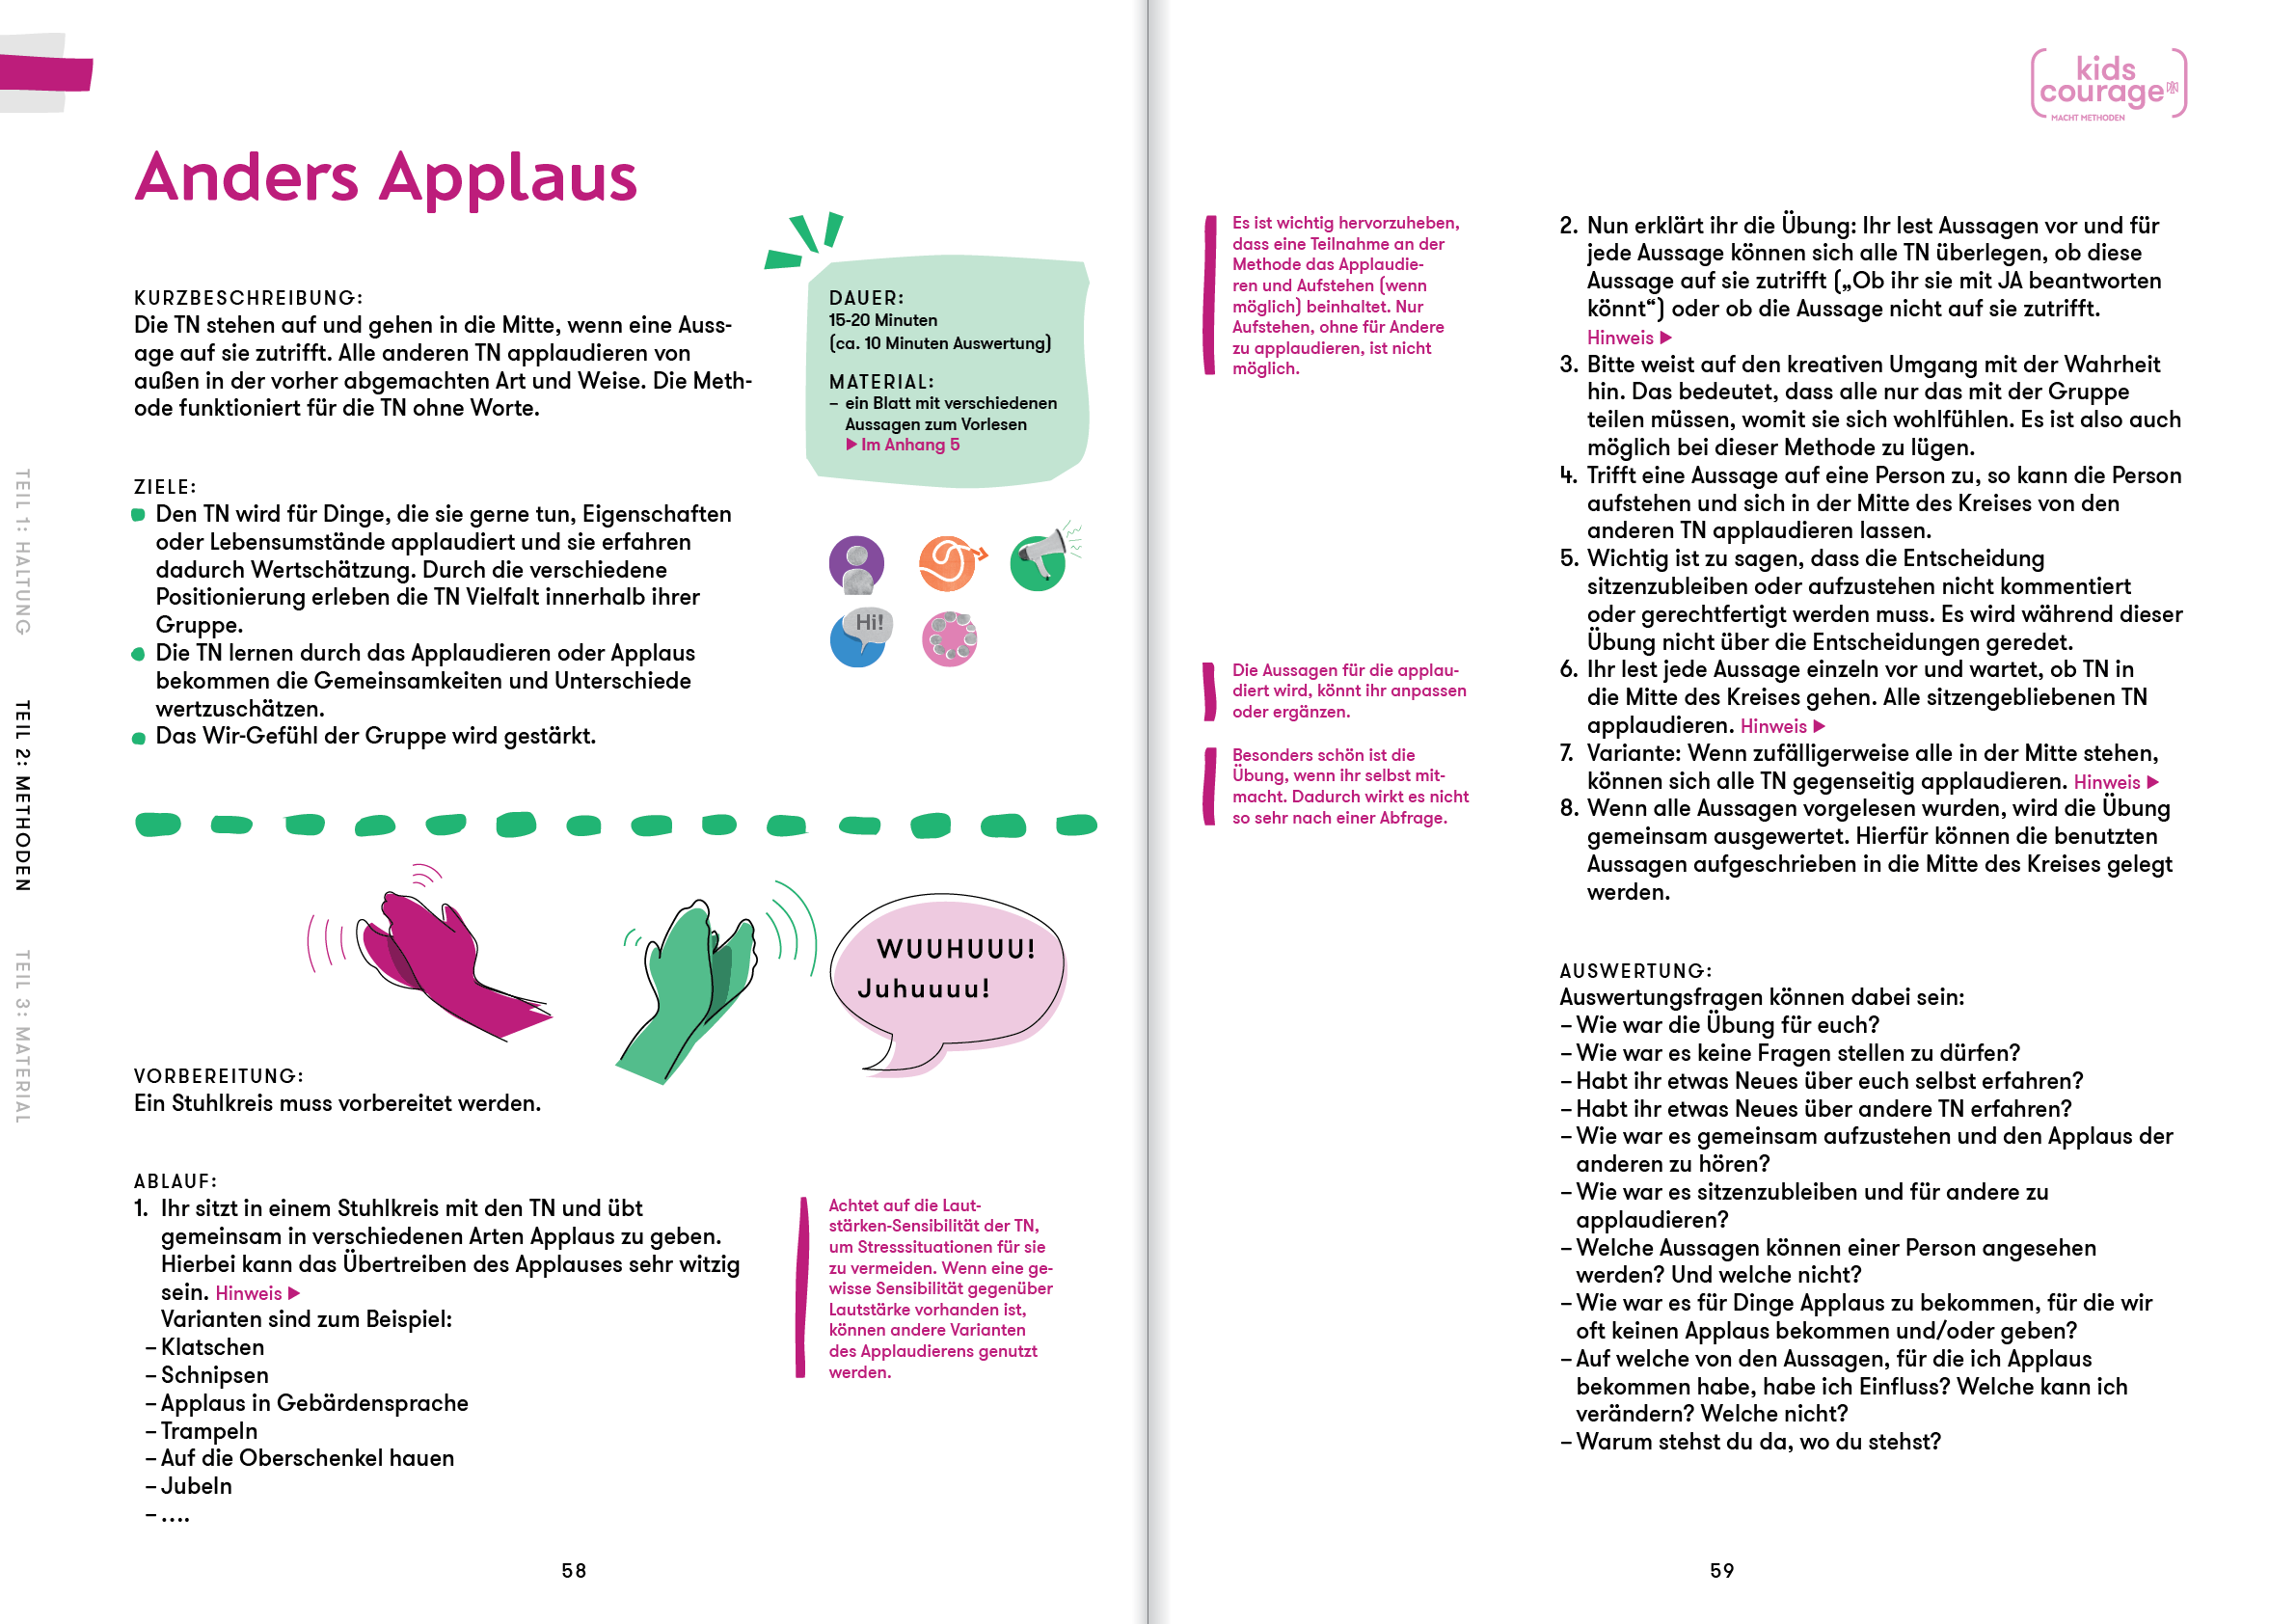 Anders Applaus
KURZBESCHREIBUNG:
Die TN stehen auf und gehen in die Mitte, wenn eine Auss-
age auf sie zutrifft. Alle anderen TN applaudieren von
außen in der vorher abgemachten Art und Weise. Die Meth-
ode funktioniert für die TN ohne Worte.
DAUER:
15-20 Minuten
(ca. 10 Minuten Auswertung)
MATERIAL:
– ein Blatt mit verschiedenen
Aussagen zum Vorlesen
▶ Im Anhang 5
ZIELE:
Den TN wird für Dinge, die sie gerne tun, Eigenschaften
oder Lebensumstände applaudiert und sie erfahren
dadurch Wertschätzung. Durch die verschiedene
Positionierung erleben die TN Vielfalt innerhalb ihrer
Gruppe.
Die TN lernen durch das Applaudieren oder Applaus
bekommen die Gemeinsamkeiten und Unterschiede
wertzuschätzen.
Das Wir-Gefühl der Gruppe wird gestärkt.
Hi!
WUUHUUU!
Juhuuuu!
VORBEREITUNG:
Ein Stuhlkreis muss vorbereitet werden.
ABLAUF:
1. Ihr sitzt in einem Stuhlkreis mit den TN und übt
gemeinsam in verschiedenen Arten Applaus zu geben.
Hierbei kann das Übertreiben des Applauses sehr witzig
sein. Hinweis ▶
Varianten sind zum Beispiel:
– Klatschen
– Schnipsen
– Applaus in Gebärdensprache
– Trampeln
– Auf die Oberschenkel hauen
– Jubeln
– ....
Achtet auf die Laut-
stärken-Sensibilität der TN,
um Stresssituationen für sie
zu vermeiden. Wenn eine ge-
wisse Sensibilität gegenüber
Lautstärke vorhanden ist,
können andere Varianten
des Applaudierens genutzt
werden.
58
TEIL 1: HALTUNG
TEIL 2: METHODEN
TEIL 3: MATERIAL
kids
courage
MACHT METHODEN
Es ist wichtig hervorzuheben,
dass eine Teilnahme an der
Methode das Applaudie-
ren und Aufstehen (wenn
möglich) beinhaltet. Nur
Aufstehen, ohne für Andere
zu applaudieren, ist nicht
möglich.
Die Aussagen für die applau-
diert wird, könnt ihr anpassen
oder ergänzen.
Besonders schön ist die
Übung, wenn ihr selbst mit-
macht. Dadurch wirkt es nicht
so sehr nach einer Abfrage.
2. Nun erklärt ihr die Übung: Ihr lest Aussagen vor und für
jede Aussage können sich alle TN überlegen, ob diese
Aussage auf sie zutrifft („Ob ihr sie mit JA beantworten
könnt“) oder ob die Aussage nicht auf sie zutrifft.
Hinweis ▶
3. Bitte weist auf den kreativen Umgang mit der Wahrheit
hin. Das bedeutet, dass alle nur das mit der Gruppe
teilen müssen, womit sie sich wohlfühlen. Es ist also auch
möglich bei dieser Methode zu lügen.
4. Trifft eine Aussage auf eine Person zu, so kann die Person
aufstehen und sich in der Mitte des Kreises von den
anderen TN applaudieren lassen.
5. Wichtig ist zu sagen, dass die Entscheidung
sitzenzubleiben oder aufzustehen nicht kommentiert
oder gerechtfertigt werden muss. Es wird während dieser
Übung nicht über die Entscheidungen geredet.
6. Ihr lest jede Aussage einzeln vor und wartet, ob TN in
die Mitte des Kreises gehen. Alle sitzengebliebenen TN
applaudieren. Hinweis ▶
7. Variante: Wenn zufälligerweise alle in der Mitte stehen,
können sich alle TN gegenseitig applaudieren. Hinweis ▶
8. Wenn alle Aussagen vorgelesen wurden, wird die Übung
gemeinsam ausgewertet. Hierfür können die benutzten
Aussagen aufgeschrieben in die Mitte des Kreises gelegt
werden.
AUSWERTUNG:
Auswertungsfragen können dabei sein:
– Wie war die Übung für euch?
– Wie war es keine Fragen stellen zu dürfen?
– Habt ihr etwas Neues über euch selbst erfahren?
– Habt ihr etwas Neues über andere TN erfahren?
– Wie war es gemeinsam aufzustehen und den Applaus der
anderen zu hören?
– Wie war es sitzenzubleiben und für andere zu
applaudieren?
– Welche Aussagen können einer Person angesehen
werden? Und welche nicht?
– Wie war es für Dinge Applaus zu bekommen, für die wir
oft keinen Applaus bekommen und/oder geben?
– Auf welche von den Aussagen, für die ich Applaus
bekommen habe, habe ich Einfluss? Welche kann ich
verändern? Welche nicht?
– Warum stehst du da, wo du stehst?
59